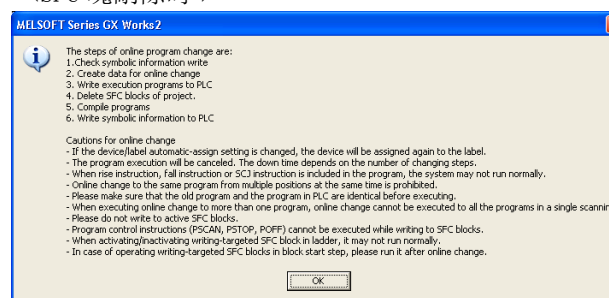 MELSOFT Series GX Works2
The steps of online program change are:
1.Check symbolic information write
2. Create data for online change
3. Write execution programs to PLC
4. Delete SFC blocks of project.
5. Compile programs
6. Write symbolic information to PLC
Cautions for online change
- If the device/label automatic-assign setting is changed, the device will be assigned again to the label.
- The program execution will be canceled. The down time depends on the number of changing steps.
- When rise instruction, fall instruction or SCJ instruction is included in the program, the system may not run normally.
- Online change to the same program from multiple positions at the same time is prohibited.
- Please make sure that the old program and the program in PLC are identical before executing.
- When executing online change to more than one program, online change cannot be executed to all the programs in a single scannin
- Please do not write to active SFC blocks.
- Program control instructions (PSCAN, PSTOP, POFF) cannot be executed while writing to SFC blocks.
- When activating/inactivating writing-targeted SFC block in ladder, it may not run normally.
- In case of operating writing-targeted SFC blocks in block start step, please run it after online change.
OK